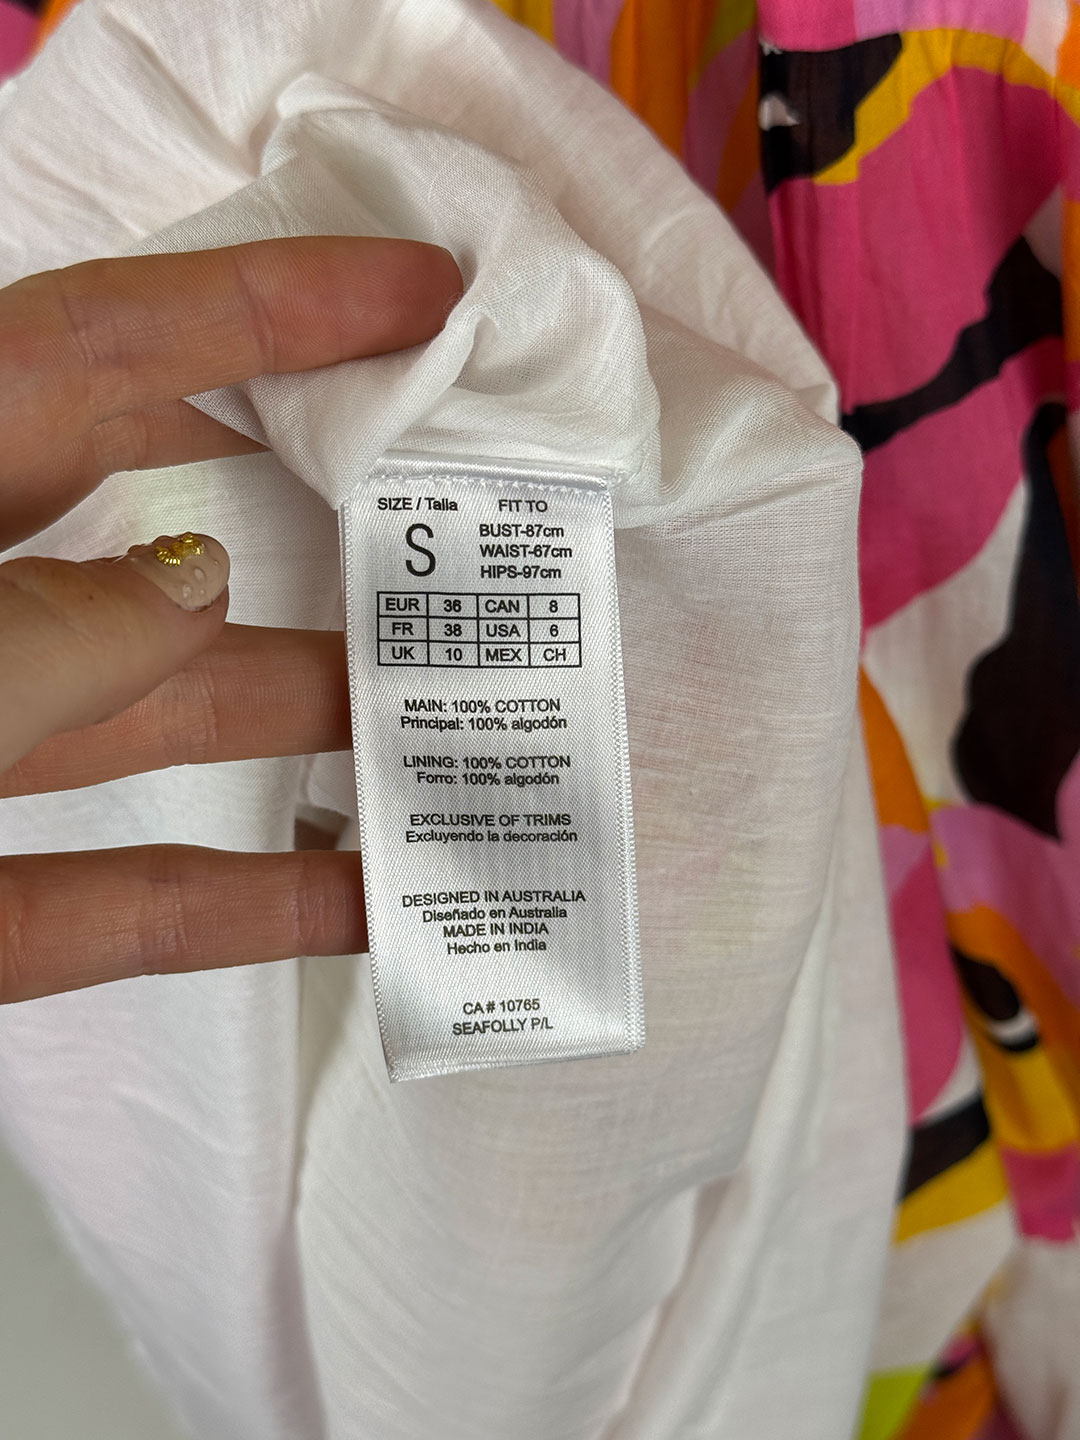 SIZE / Talla FIT TO
S
BUST-87cm
WAIST-67cm
HIPS-97cm
EUR 36 CAN 8
FR 38 USA 6
UK 10 MEX CH
MAIN: 100% COTTON
Principal: 100% algodón
LINING: 100% COTTON
Forro: 100% algodón
EXCLUSIVE OF TRIMS
Excluyendo la decoración
DESIGNED IN AUSTRALIA
Diseñado en Australia
MADE IN INDIA
Hecho en India
CA# 10765
SEAFOLLY P/L